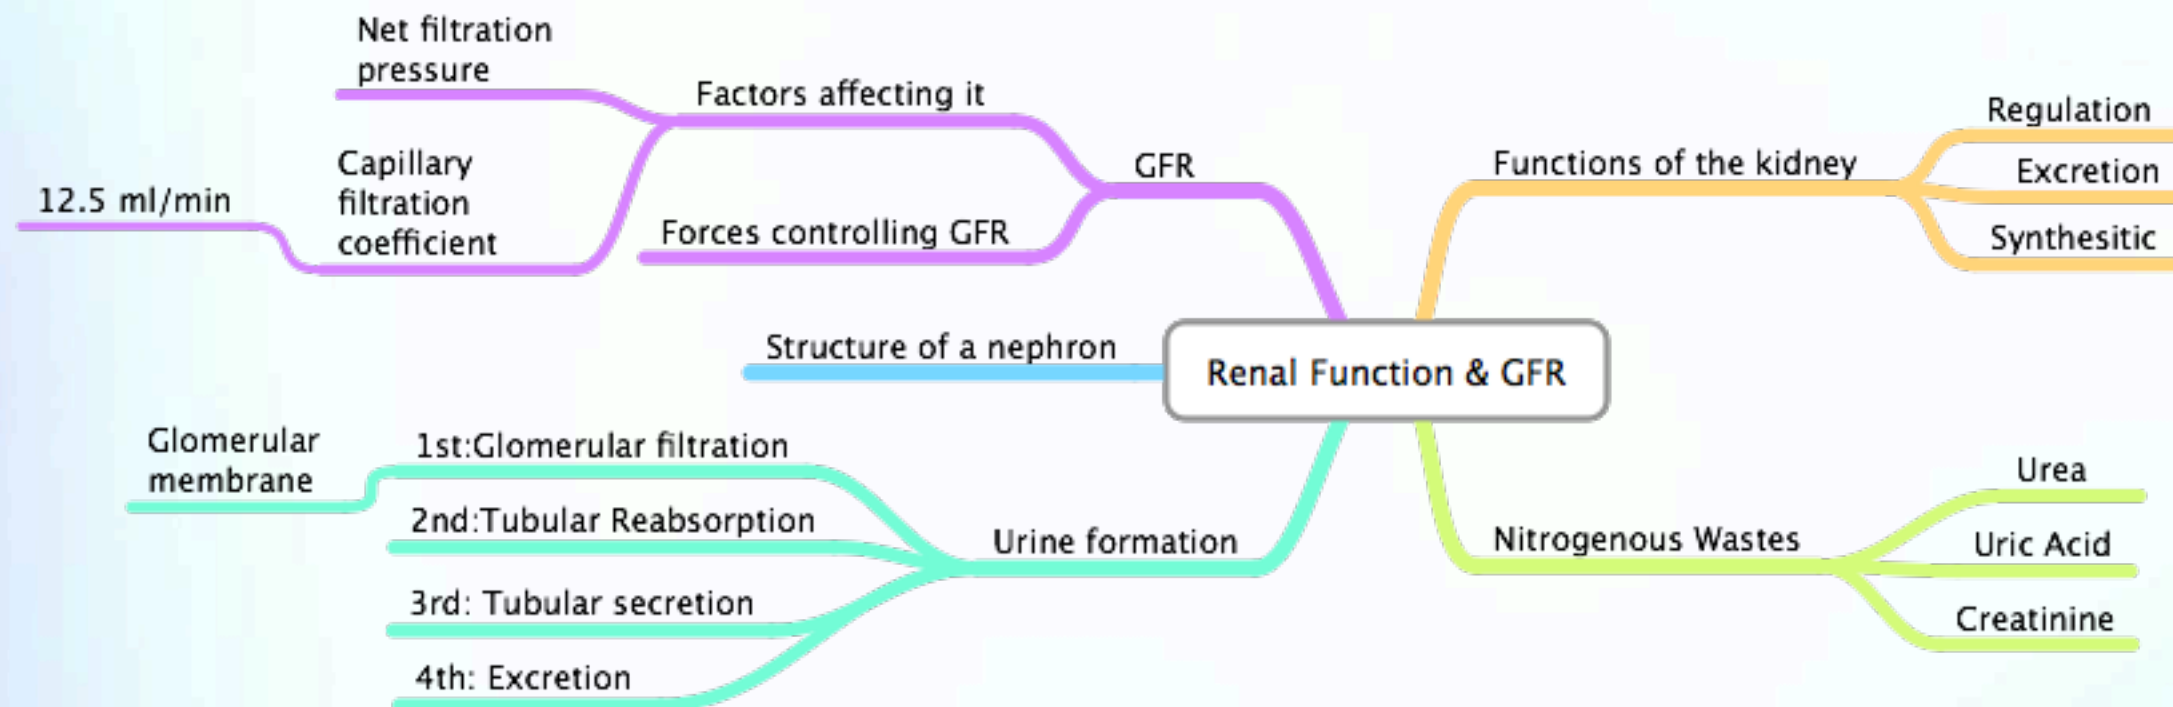 Net filtration
pressure
Factors affecting it
Capillary
filtration
coefficient
12.5 ml/min
GFR
Forces controlling GFR
Structure of a nephron
Renal Function & GFR
Glomerular
membrane
1st:Glomerular filtration
2nd:Tubular Reabsorption
3rd: Tubular secretion
4th: Excretion
Urine formation
Functions of the kidney
Regulation
Excretion
Synthesitic
Nitrogenous Wastes
Urea
Uric Acid
Creatinine